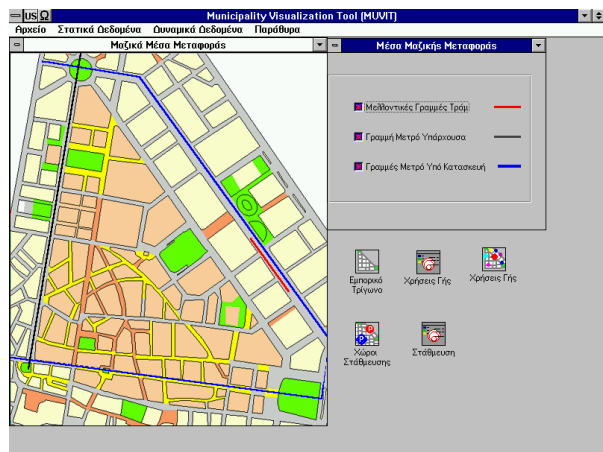 US Ω Municipality Visualization Tool (MUVIT)
Αρχείο Στατικά Δεδομένα Δυναμικά Δεδομένα Παράθυρα
Μαζικά Μέσα Μεταφοράς
Μέσα Μαζικής Μεταφοράς
Μελλοντικές Γραμμές Τράμ
Γραμμή Μετρό Υπάρχουσα
Γραμμές Μετρό Υπό Κατασκευή
Εμπορικό
Τρίγωνο
Χρήσεις Γής
Χρήσεις Γής
Χώροι
Στάθμευσης
Στάθμευση